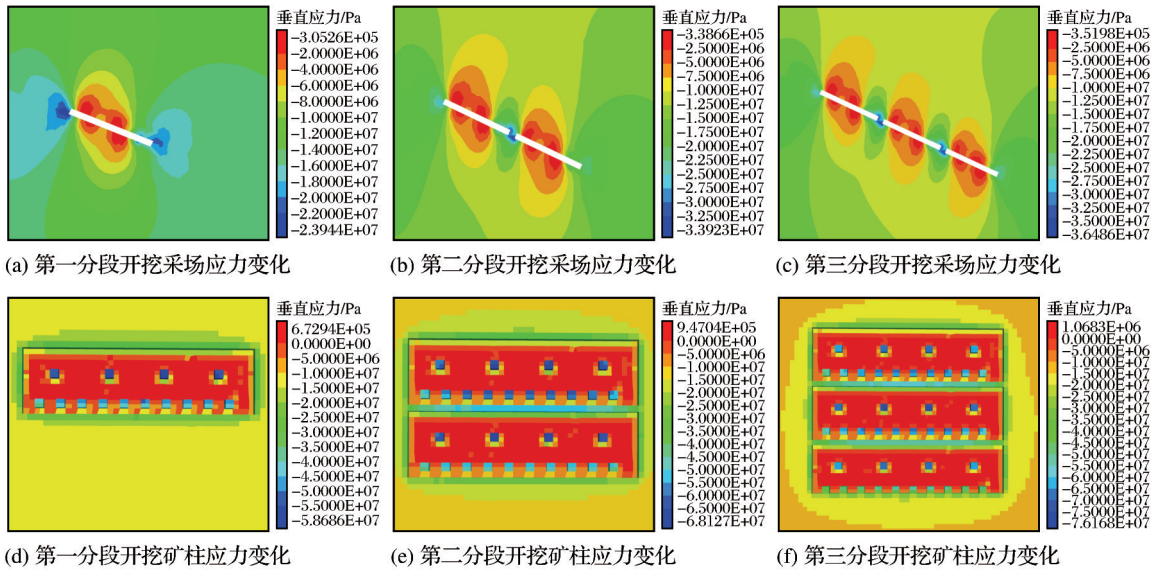 垂直应力/Pa
-3.0526E+05
-2.0000E+06
-4.0000E+06
-6.0000E+06
-8.0000E+06
-1.0000E+07
-1.2000E+07
-1.4000E+07
-1.6000E+07
-1.8000E+07
-2.0000E+07
-2.2000E+07
-2.3944E+07
(a) 第一分段开挖采场应力变化
垂直应力/Pa
-3.3866E+05
-2.5000E+06
-5.0000E+06
-7.5000E+06
-1.0000E+07
-1.2500E+07
-1.5000E+07
-1.7500E+07
-2.0000E+07
-2.2500E+07
-2.5000E+07
-2.7500E+07
-3.0000E+07
-3.2500E+07
-3.3923E+07
(b) 第二分段开挖采场应力变化
垂直应力/Pa
-3.5198E+05
-2.5000E+06
-5.0000E+06
-7.5000E+06
-1.0000E+07
-1.2500E+07
-1.5000E+07
-1.7500E+07
-2.0000E+07
-2.2500E+07
-2.5000E+07
-2.7500E+07
-3.0000E+07
-3.2500E+07
-3.5000E+07
-3.6486E+07
(c) 第三分段开挖采场应力变化
垂直应力/Pa
6.7294E+05
0.0000E+00
-5.0000E+06
-1.0000E+07
-1.5000E+07
-2.0000E+07
-2.5000E+07
-3.0000E+07
-3.5000E+07
-4.0000E+07
-4.5000E+07
-5.0000E+07
-5.5000E+07
-5.8686E+07
(d) 第一分段开挖矿柱应力变化
垂直应力/Pa
9.4704E+05
0.0000E+00
-5.0000E+06
-1.0000E+07
-1.5000E+07
-2.0000E+07
-2.5000E+07
-3.0000E+07
-3.5000E+07
-4.0000E+07
-4.5000E+07
-5.0000E+07
-5.5000E+07
-6.0000E+07
-6.5000E+07
-6.8127E+07
(e) 第二分段开挖矿柱应力变化
垂直应力/Pa
1.0683E+06
0.0000E+00
-5.0000E+06
-1.0000E+07
-1.5000E+07
-2.0000E+07
-2.5000E+07
-3.0000E+07
-3.5000E+07
-4.0000E+07
-4.5000E+07
-5.0000E+07
-5.5000E+07
-6.0000E+07
-6.5000E+07
-7.0000E+07
-7.5000E+07
-7.6168E+07
(f) 第三分段开挖矿柱应力变化